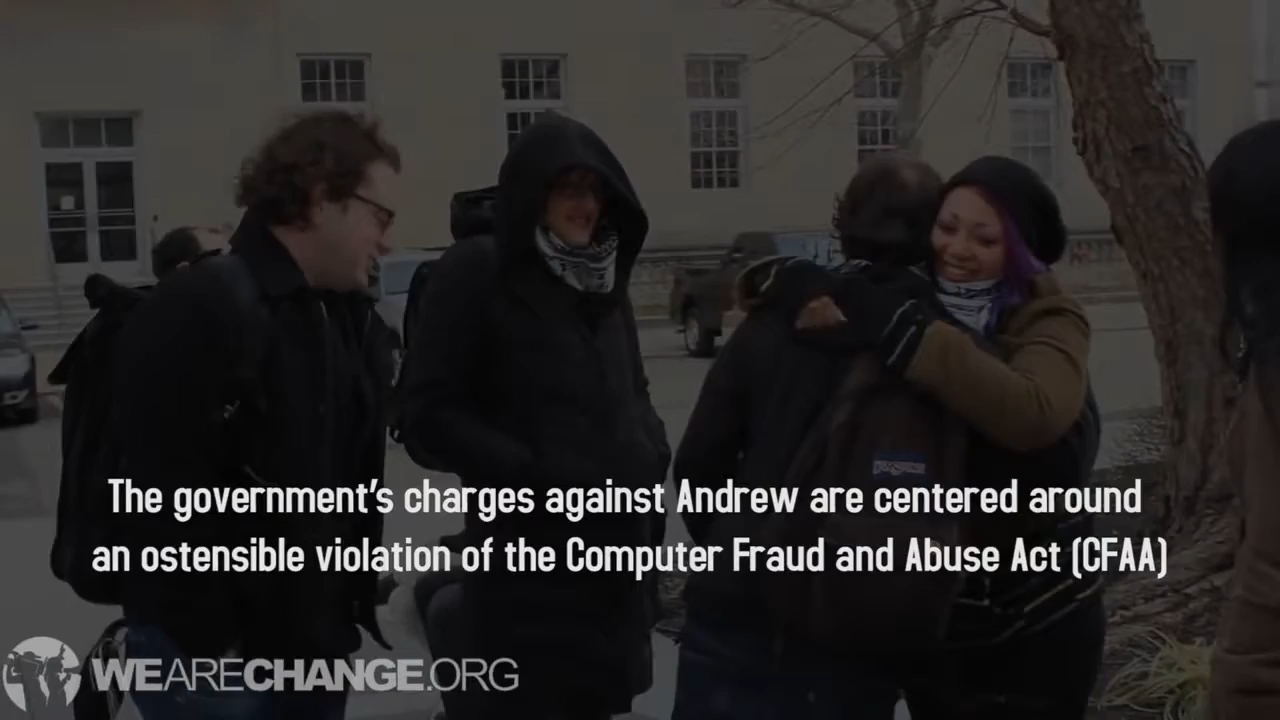 The government's charges against Andrew are centered around
an ostensible violation of the Computer Fraud and Abuse Act (CFAA)
WEARECHANGE.ORG